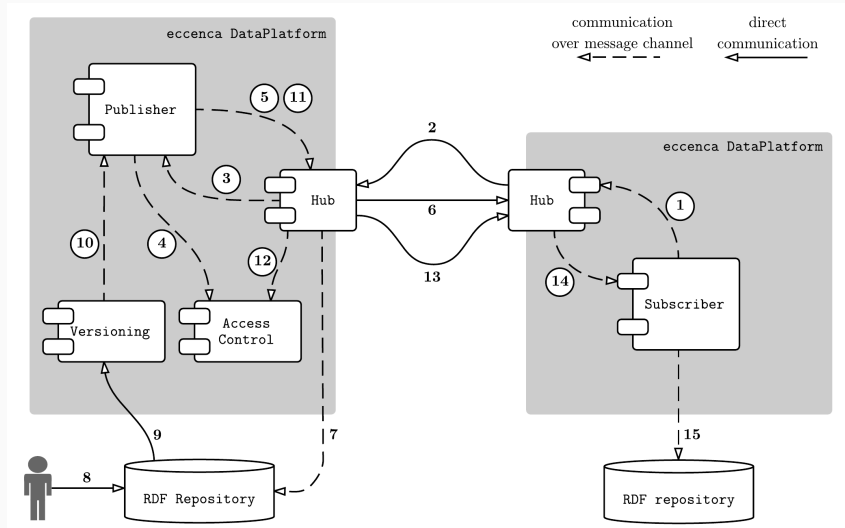 communication
over message channel
direct
communication
eccenca DataPlatform
Publisher
5
11
3
Hub
10
4
12
Versioning
Access
Control
2
6
13
eccenca DataPlatform
Hub
1
14
Subscriber
9
7
8
RDF Repository
15
RDF repository